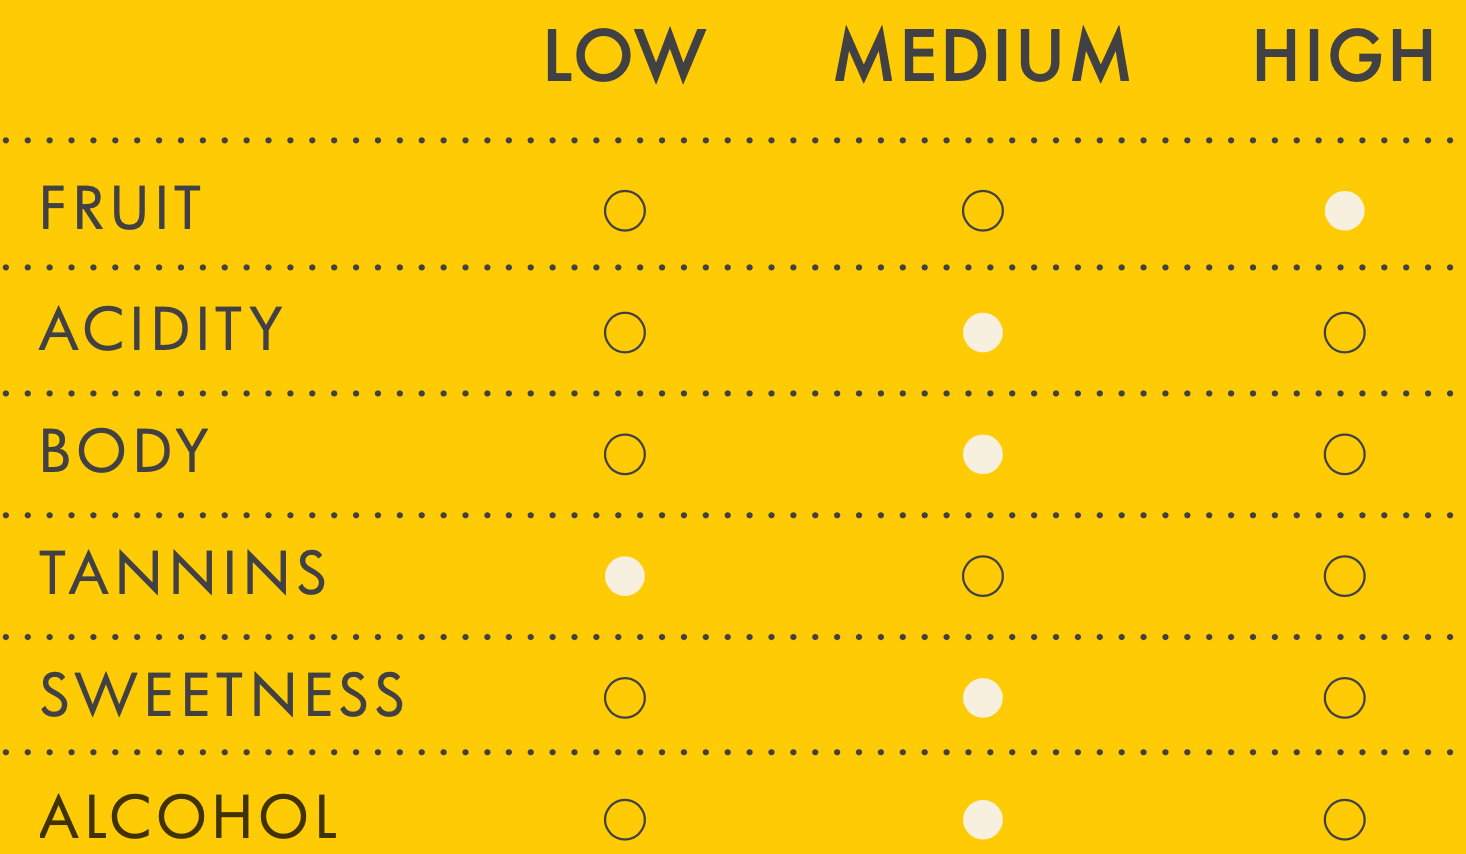 LOW MEDIUM HIGH
FRUIT
ACIDITY
BODY
TANNINS
SWEETNESS
ALCOHOL